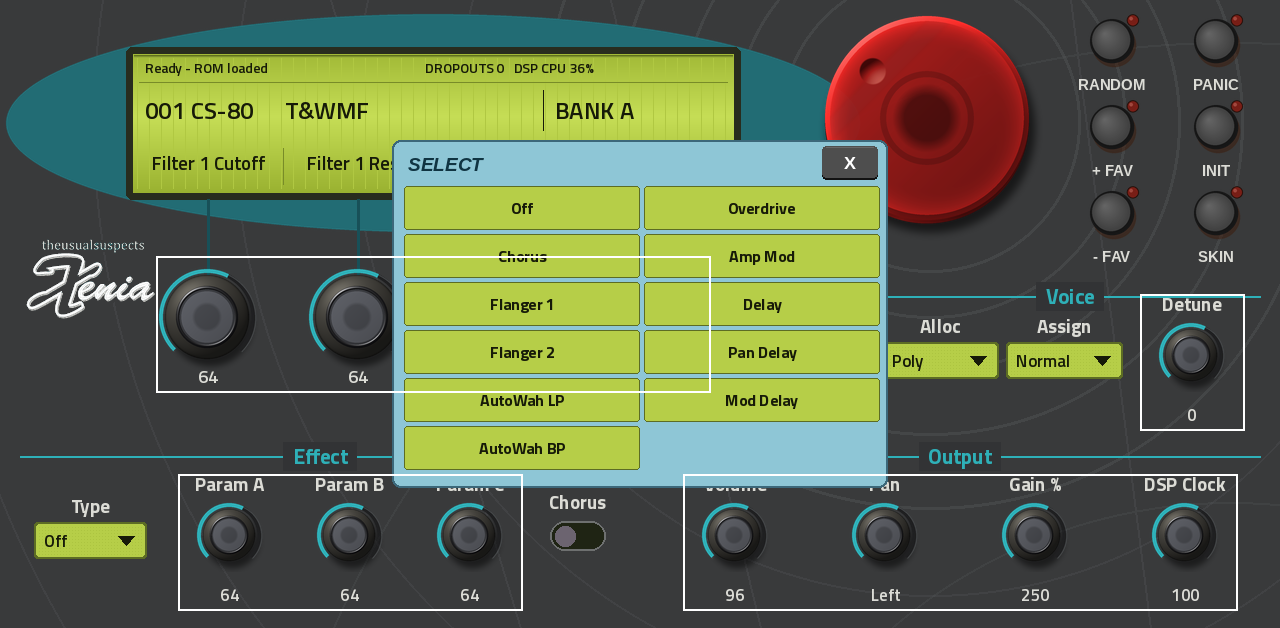 Ready - ROM loaded
DROPOUTS 0 DSP CPU 36%
001 CS-80 T&WMF BANK A
Filter 1 Cutoff Filter 1 Res
RANDOM PANIC
+ FAV INIT
- FAV SKIN
SELECT X
Off Overdrive
Chorus Amp Mod
Flanger 1 Delay
Flanger 2 Pan Delay
AutoWah LP Mod Delay
AutoWah BP
theusualsuspects
Xenia
64 64
Voice
Alloc Assign Detune
Poly Normal
0
Effect
Type Param A Param B Param C
Off
64 64 64
Chorus
Output
Volume Pan Gain % DSP Clock
96 Left 250 100